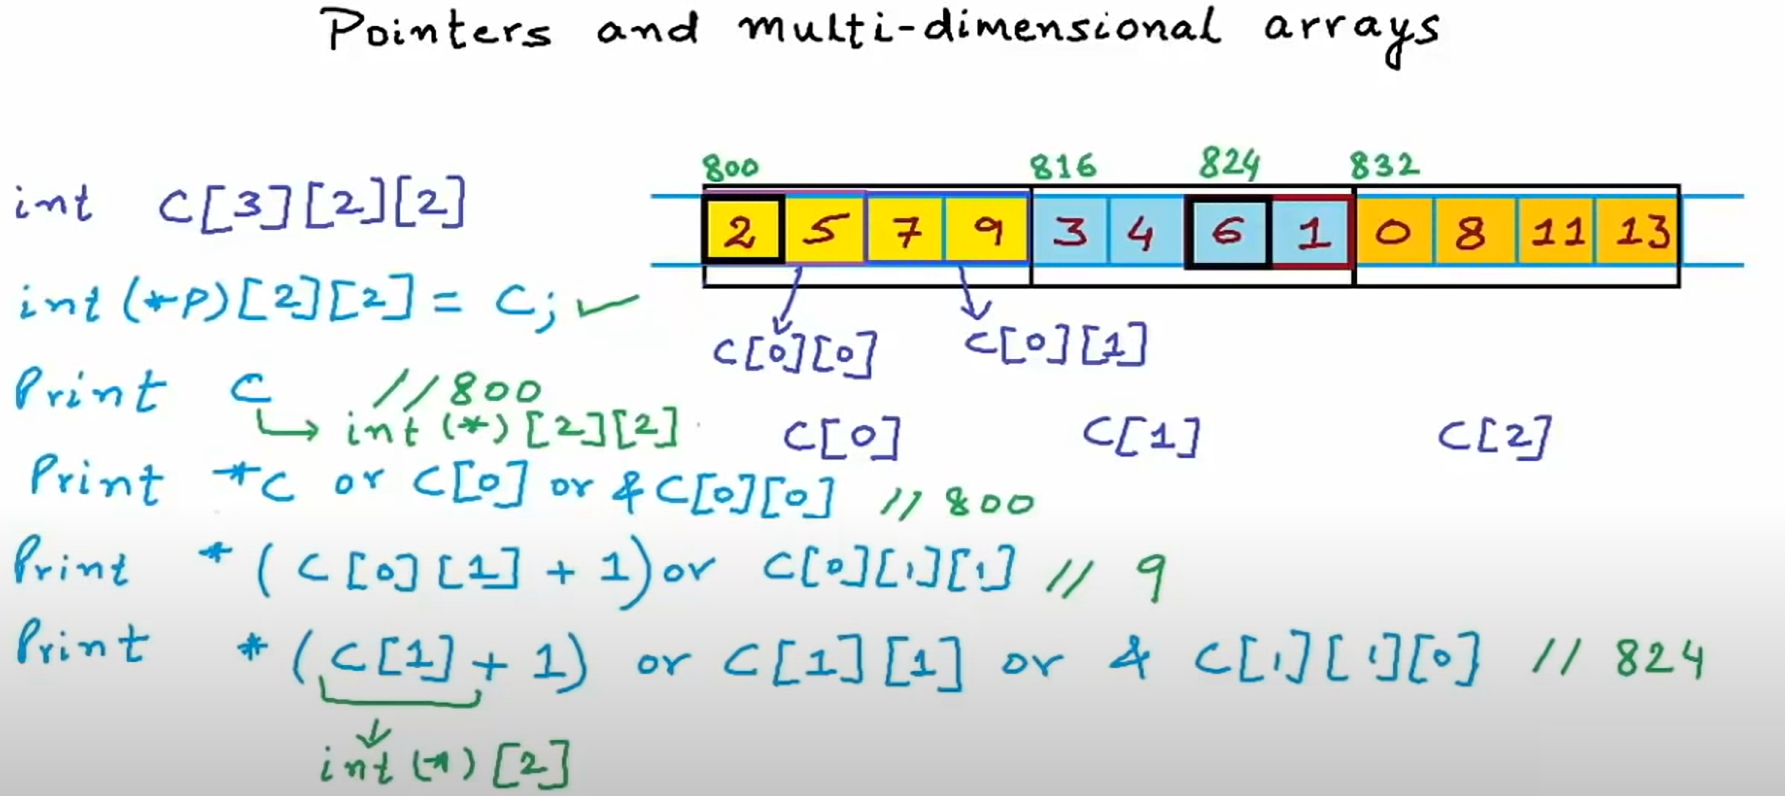 Pointers and multi-dimensional arrays
800 816 824 832
int C[3][2][2]
2 5 7 9 3 4 6 1 0 8 11 13
int (*P)[2][2] = C; ✓
C[0][0] C[0][1]
Print C //800
int (*) [2][2]
C[0] C[1] C[2]
Print *C or C[0] or &C[0][0] // 800
Print *(C[0][1] + 1) or C[0][1][1] // 9
Print *(C[1] + 1) or C[1][1] or & C[1][1][0] // 824
int (*) [2]